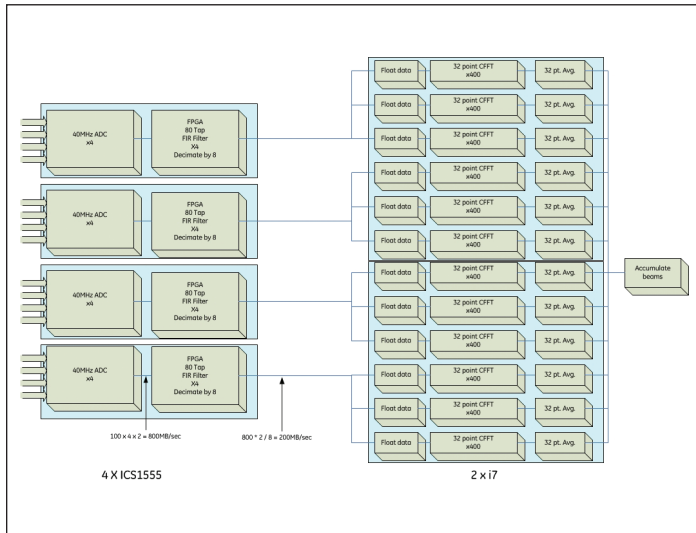 Float data
32 point CFFT
x400
32 pt. Avg.
Float data
32 point CFFT
x400
32 pt. Avg.
Float data
32 point CFFT
x400
32 pt. Avg.
Float data
32 point CFFT
x400
32 pt. Avg.
Float data
32 point CFFT
x400
32 pt. Avg.
Float data
32 point CFFT
x400
32 pt. Avg.
Float data
32 point CFFT
x400
32 pt. Avg.
Float data
32 point CFFT
x400
32 pt. Avg.
Float data
32 point CFFT
x400
32 pt. Avg.
Float data
32 point CFFT
x400
32 pt. Avg.
Float data
32 point CFFT
x400
32 pt. Avg.
Float data
32 point CFFT
x400
32 pt. Avg.
40MHz ADC
x4
FPGA
80 Tap
FIR Filter
X4
Decimate by 8
40MHz ADC
x4
FPGA
80 Tap
FIR Filter
X4
Decimate by 8
40MHz ADC
x4
FPGA
80 Tap
FIR Filter
X4
Decimate by 8
40MHz ADC
x4
FPGA
80 Tap
FIR Filter
X4
Decimate by 8
Accumulate
beams
100 x 4 x 2 = 800MB/sec
800 * 2 / 8 = 200MB/sec
4 X ICS1555
2 x i7